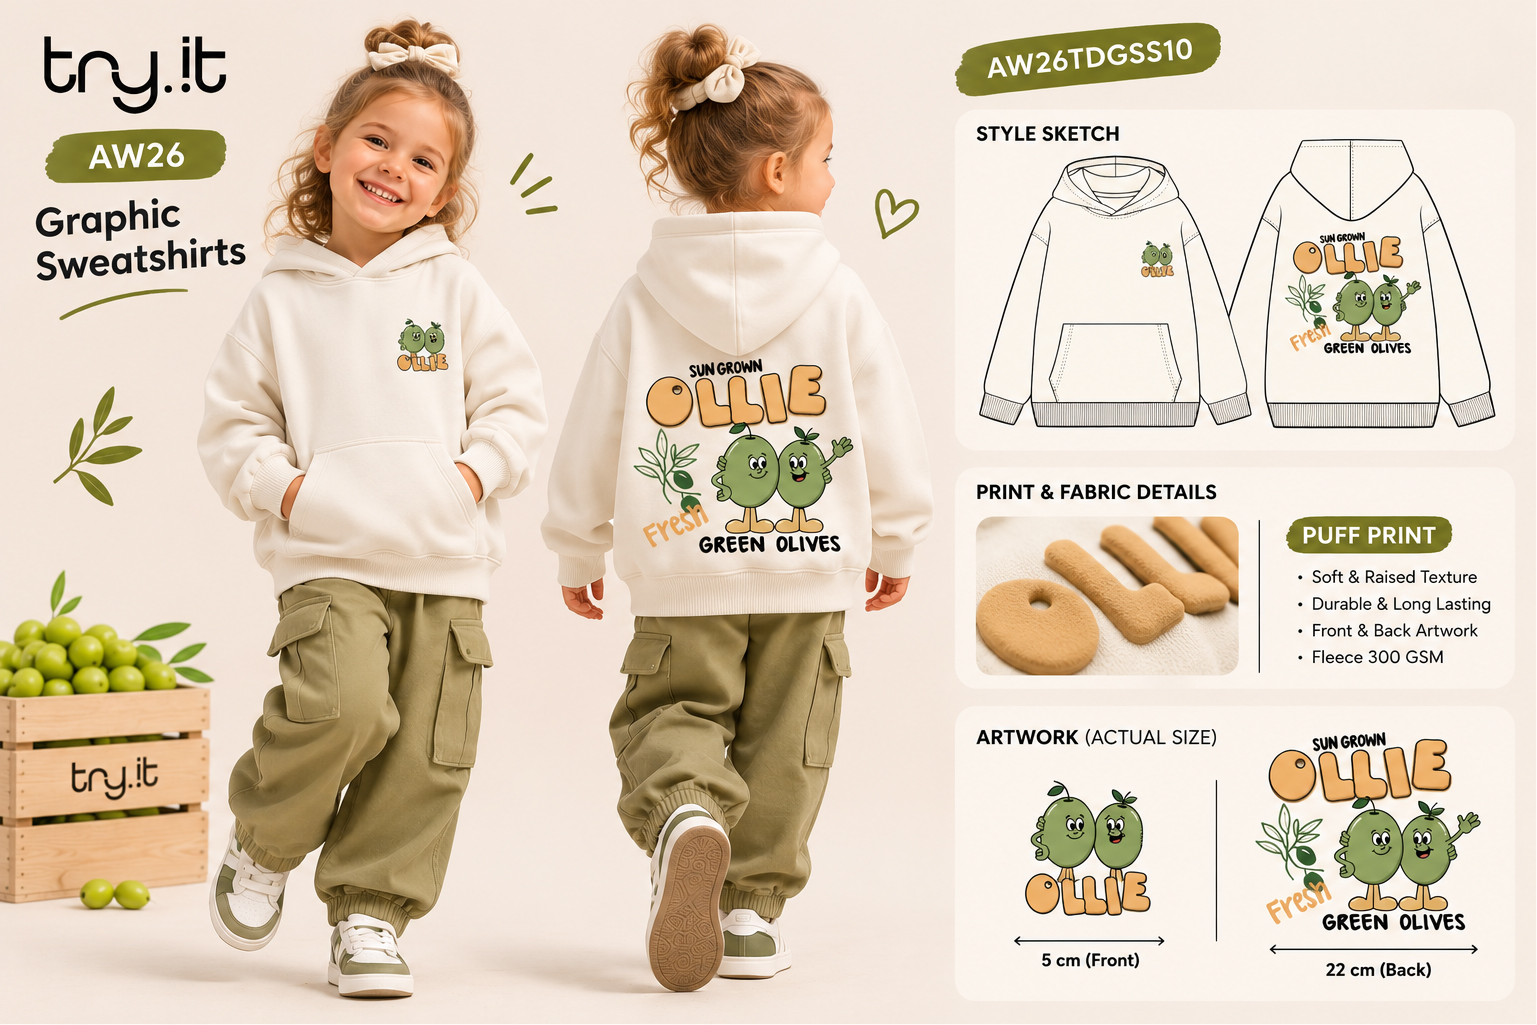 try.it
AW26
Graphic
Sweatshirts
OLLIE
SUN GROWN
OLLIE
Fresh
GREEN OLIVES
try.it
AW26TDGSS10
STYLE SKETCH
OLLIE
SUN GROWN
OLLIE
Fresh
GREEN OLIVES
PRINT & FABRIC DETAILS
OLLI
PUFF PRINT
• Soft & Raised Texture
• Durable & Long Lasting
• Front & Back Artwork
• Fleece 300 GSM
ARTWORK (ACTUAL SIZE)
OLLIE
5 cm (Front)
SUN GROWN
OLLIE
Fresh
GREEN OLIVES
22 cm (Back)